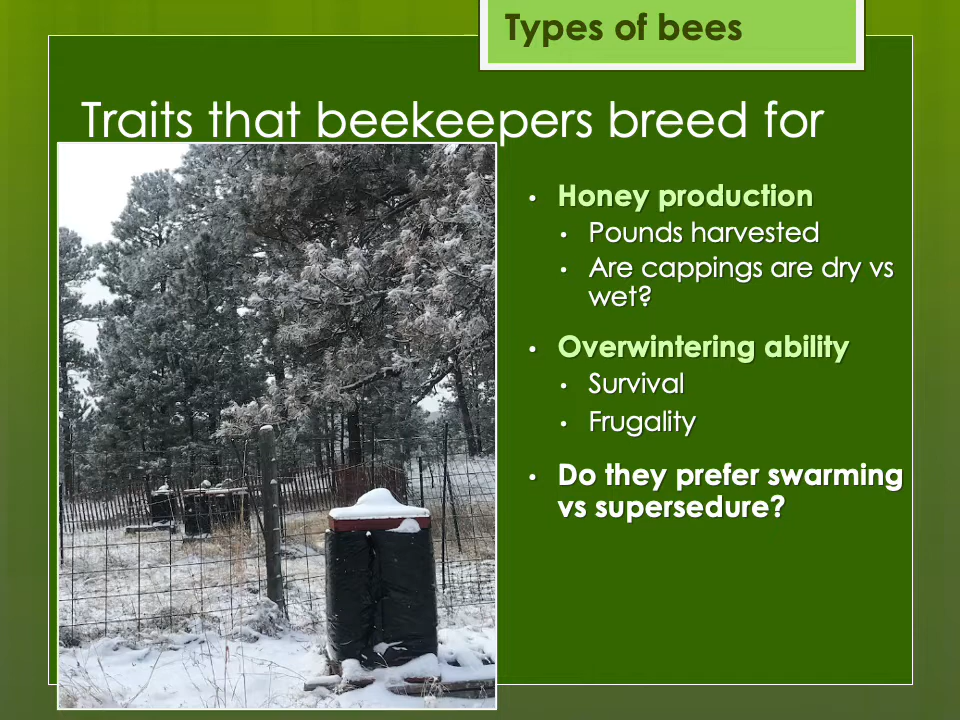 Types of bees
Traits that beekeepers breed for
• Honey production
• Pounds harvested
• Are cappings are dry vs
wet?
• Overwintering ability
• Survival
• Frugality
• Do they prefer swarming
vs supersedure?